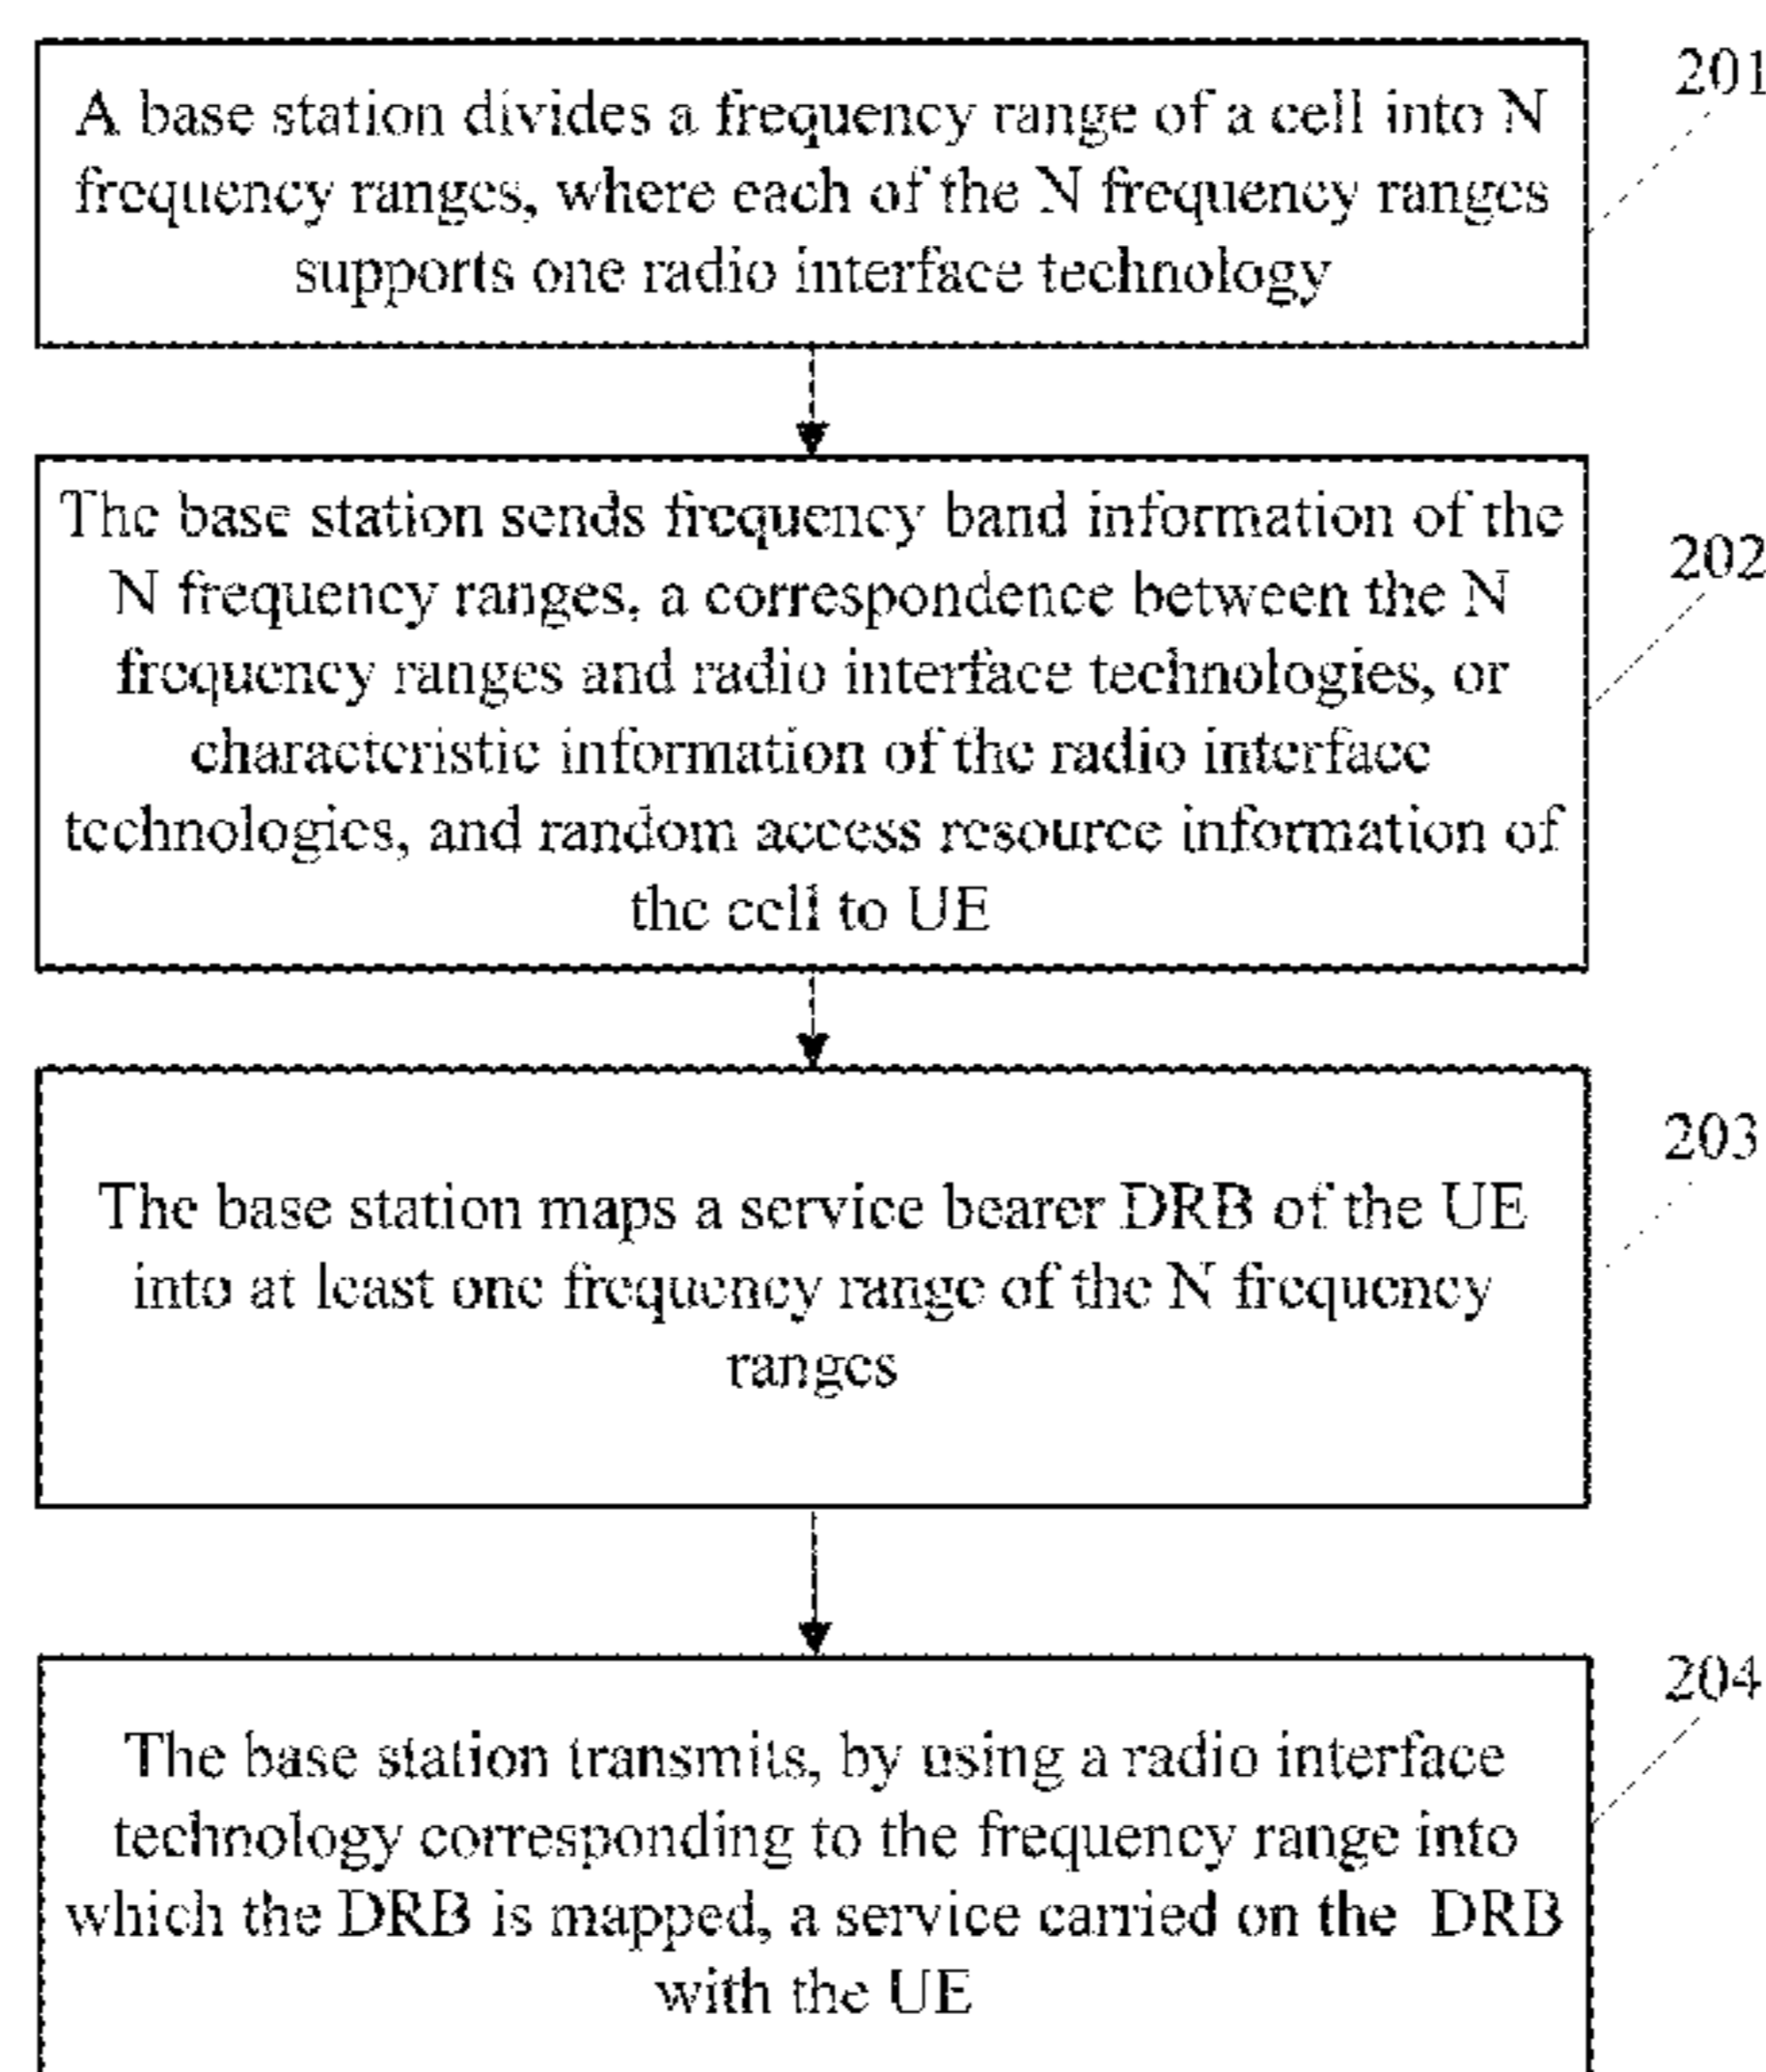 A base station divides a frequency range of a cell into N
frequency ranges, where each of the N frequency ranges
supports one radio interface technology
201
The base station sends frequency band information of the
N frequency ranges, a correspondence between the N
frequency ranges and radio interface technologies, or
characteristic information of the radio interface
technologies, and random access resource information of
the cell to UE
202
The base station maps a service bearer DRB of the UE
into at least one frequency range of the N frequency
ranges
203
The base station transmits, by using a radio interface
technology corresponding to the frequency range into
which the DRB is mapped, a service carried on the DRB
with the UE
204